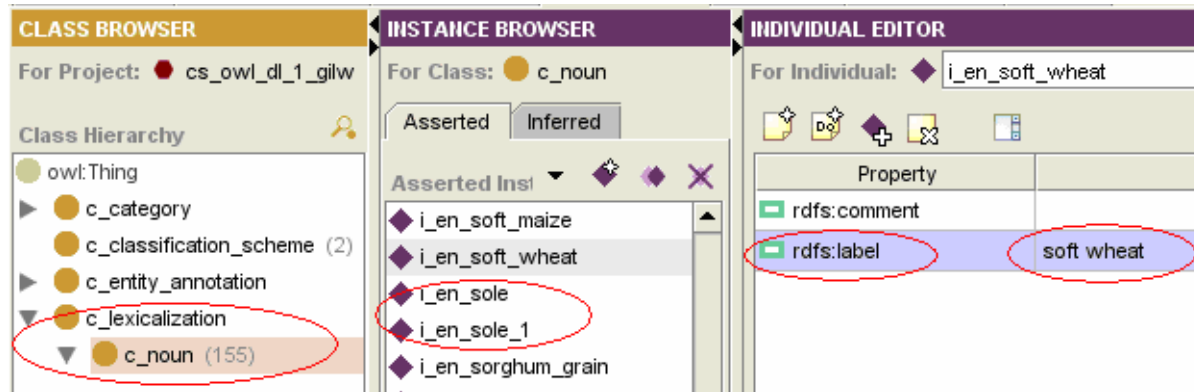 CLASS BROWSER
For Project: cs_owl_dl_1_gilw
Class Hierarchy
owl:Thing
c_category
c_classification_scheme (2)
c_entity_annotation
c_lexicalization
c_noun (155)
INSTANCE BROWSER
For Class: c_noun
Asserted Inferred
Asserted Inst
i_en_soft_maize
i_en_soft_wheat
i_en_sole
i_en_sole_1
i_en_sorghum_grain
INDIVIDUAL EDITOR
For Individual: i_en_soft_wheat
Property
rdfs:comment
rdfs:label soft wheat